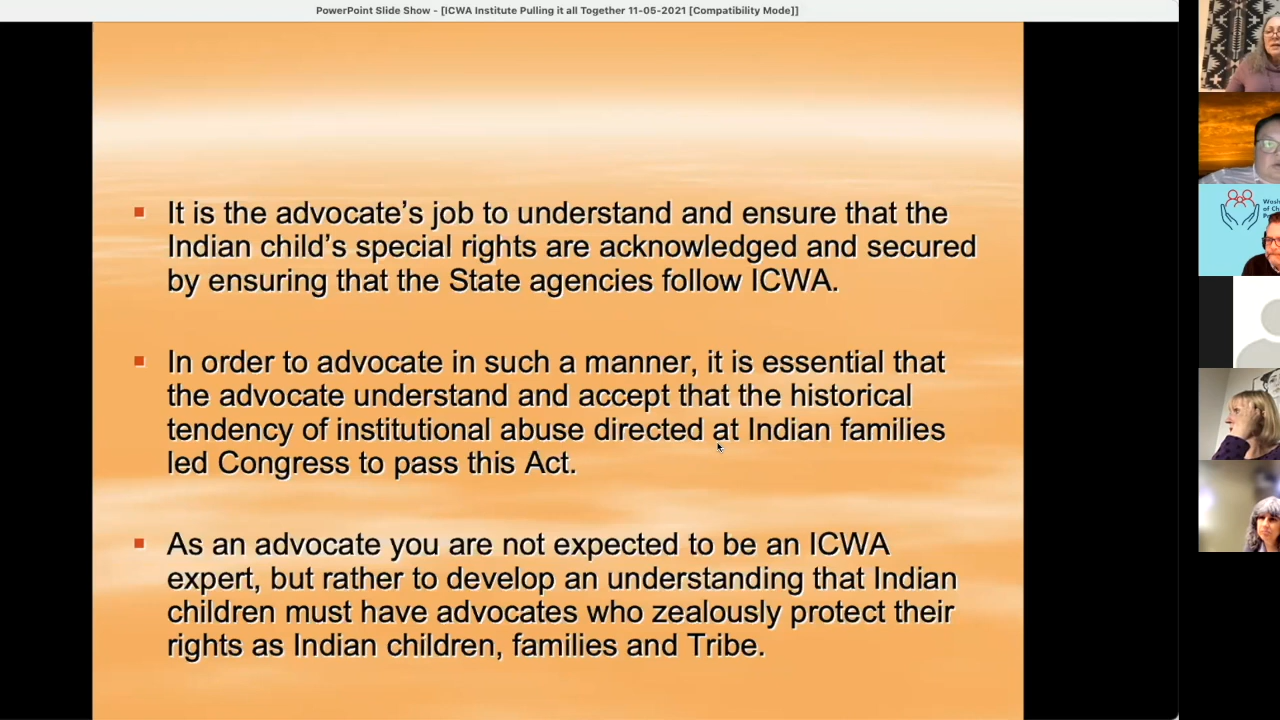 PowerPoint Slide Show - [ICWA Institute Pulling it all Together 11-05-2021 [Compatibility Mode]]
It is the advocate’s job to understand and ensure that the
Indian child’s special rights are acknowledged and secured
by ensuring that the State agencies follow ICWA.
In order to advocate in such a manner, it is essential that
the advocate understand and accept that the historical
tendency of institutional abuse directed at Indian families
led Congress to pass this Act.
As an advocate you are not expected to be an ICWA
expert, but rather to develop an understanding that Indian
children must have advocates who zealously protect their
rights as Indian children, families and Tribe.